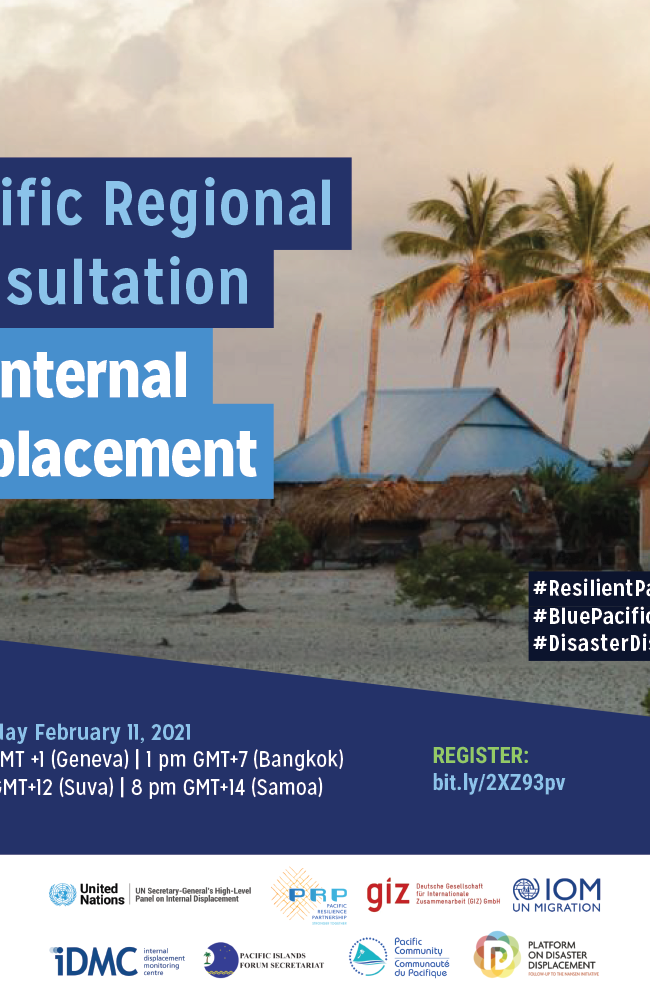 ific Regional
sultation
nternal
placement
#ResilientPa
#BluePacific
#DisasterDis
day February 11, 2021
GMT +1 (Geneva) | 1 pm GMT+7 (Bangkok)
GMT+12 (Suva) | 8 pm GMT+14 (Samoa)
REGISTER:
bit.ly/2XZ93pv
United Nations
UN Secretary-General's High-Level
Panel on Internal Displacement
PRP
PACIFIC
RESILIENCE
PARTNERSHIP
giz
Deutsche Gesellschaft
für Internationale
Zusammenarbeit (GIZ) GmbH
IOM
UN MIGRATION
iDMC
internal
displacement
monitoring
centre
PACIFIC ISLANDS
FORUM SECRETARIAT
Pacific
Community
Communauté
du Pacifique
PLATFORM
ON DISASTER
DISPLACEMENT
FOLLOW-UP TO THE NANSEN INITIATIVE